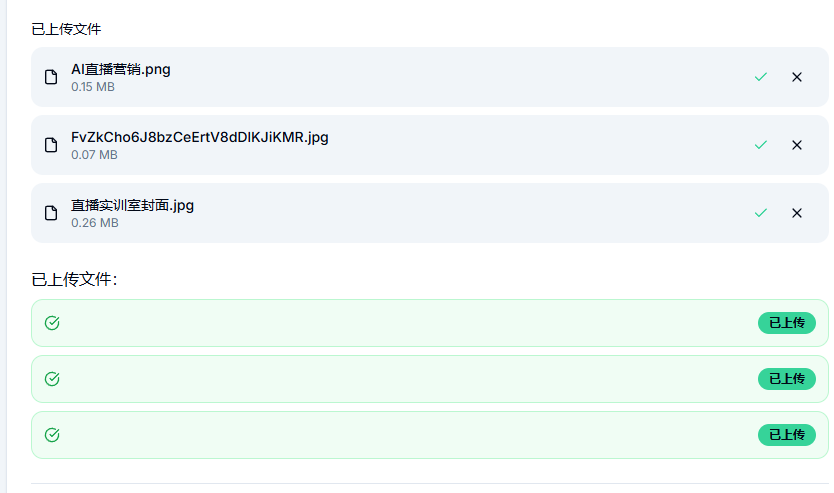 已上传文件
AI直播营销.png
0.15 MB
FvZkCho6J8bzCeErtV8dDlKJiKMR.jpg
0.07 MB
直播实训室封面.jpg
0.26 MB
已上传文件:
已上传
已上传
已上传